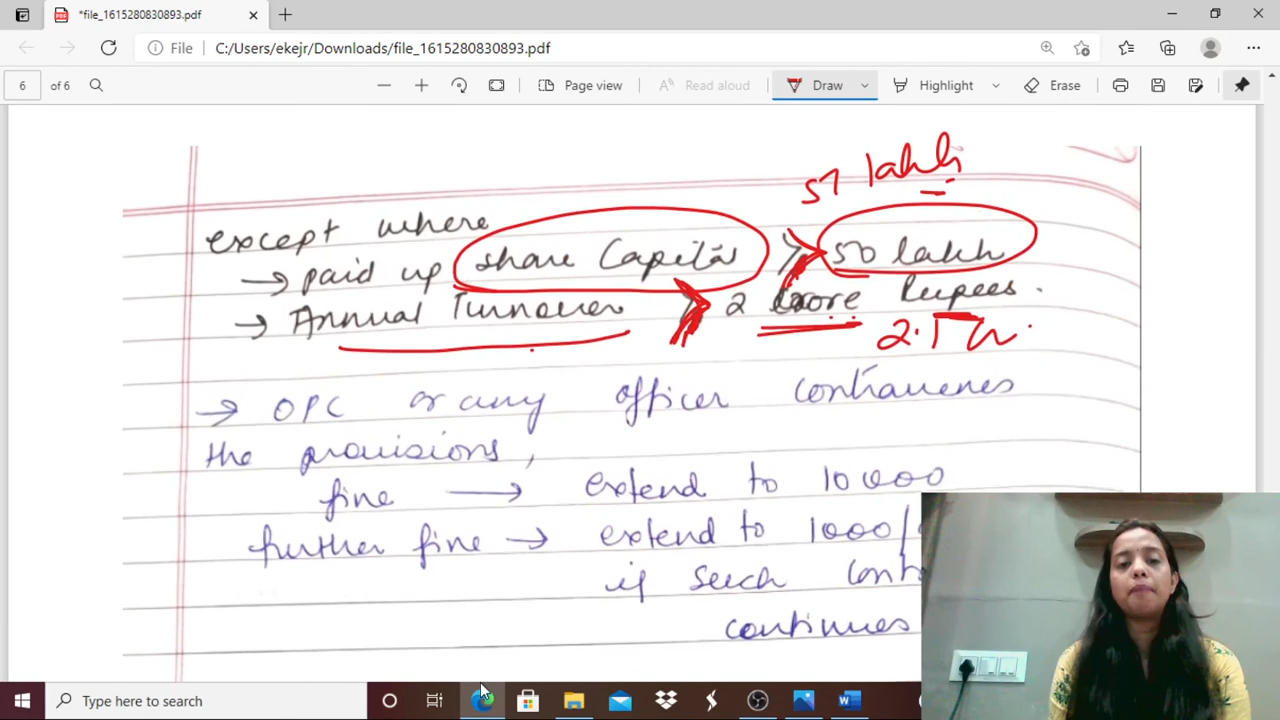 *file_1615280830893.pdf
File C:/Users/ekejr/Downloads/file_1615280830893.pdf
6 of 6 Page view Read aloud Draw Highlight Erase
51 lakh
except where
→ paid up share Capital > 50 lakh
→ Annual Turnover > 2 Crore Rupees.
2.1 Cr.
→ OPC or any officer contravenes
the provisions,
fine → extend to 10000
further fine → extend to 1000/
if such cont
continues
Type here to search